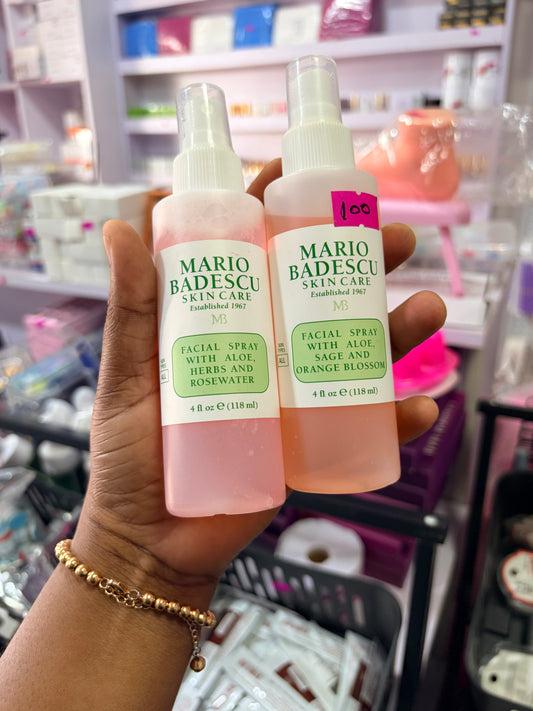 MARIO
BADESCU
SKIN CARE
Established 1967
MB
FACIAL SPRAY
WITH ALOE,
HERBS AND
ROSEWATER
4 fl oz e (118 ml)
100
MARIO
BADESCU
SKIN CARE
Established 1967
MB
FACIAL SPRAY
WITH ALOE,
SAGE AND
ORANGE BLOSSOM
ALL
4 fl oz e (118 ml)